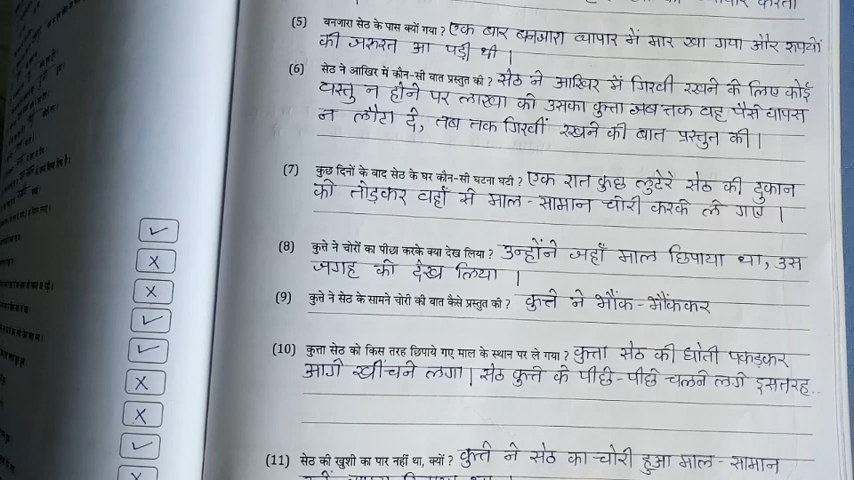 (5) बनजारा सेठ के पास क्यों गया? एक बार बनजारा व्यापार में मार खा गया और रुपयों
की जरुरत आ पड़ी थी।
(6) सेठ ने आखिर में कौन-सी बात प्रस्तुत की? सेठ ने आखिर में गिरवी रखने के लिए कोई
वस्तु न होने पर लाखा को उसका कुत्ता जब तक वह पैसे वापस
न लौटा दे, तब तक गिरवीं रखने की बात प्रस्तुत की।
(7) कुछ दिनों के बाद सेठ के घर कौन-सी घटना घटी? एक रात कुछ लुटेरे सेठ की दुकान
को तोड़कर वहाँ से माल-सामान चोरी करके ले गए।
(8) कुत्ते ने चोरों का पीछा करके क्या देख लिया? उन्होंने जहाँ माल छिपाया था, उस
जगह को देख लिया।
(9) कुत्ते ने सेठ के सामने चोरी की बात कैसे प्रस्तुत की? कुत्ते ने भौंक-भौंककर
(10) कुत्ता सेठ को किस तरह छिपाये गए माल के स्थान पर ले गया? कुत्ता सेठ की धोती पकड़कर
आगे खींचने लगा। सेठ कुत्ते के पीछे-पीछे चलने लगे इसतरह..
(11) सेठ की खुशी का पार नहीं था, क्यों? कुत्ते ने सेठ का चोरी हुआ माल-सामान